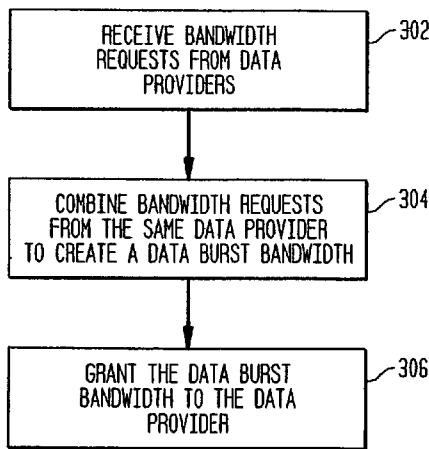 RECEIVE BANDWIDTH
REQUESTS FROM DATA
PROVIDERS
302
COMBINE BANDWIDTH REQUESTS
FROM THE SAME DATA PROVIDER
TO CREATE A DATA BURST BANDWIDTH
304
GRANT THE DATA BURST
BANDWIDTH TO THE DATA
PROVIDER
306